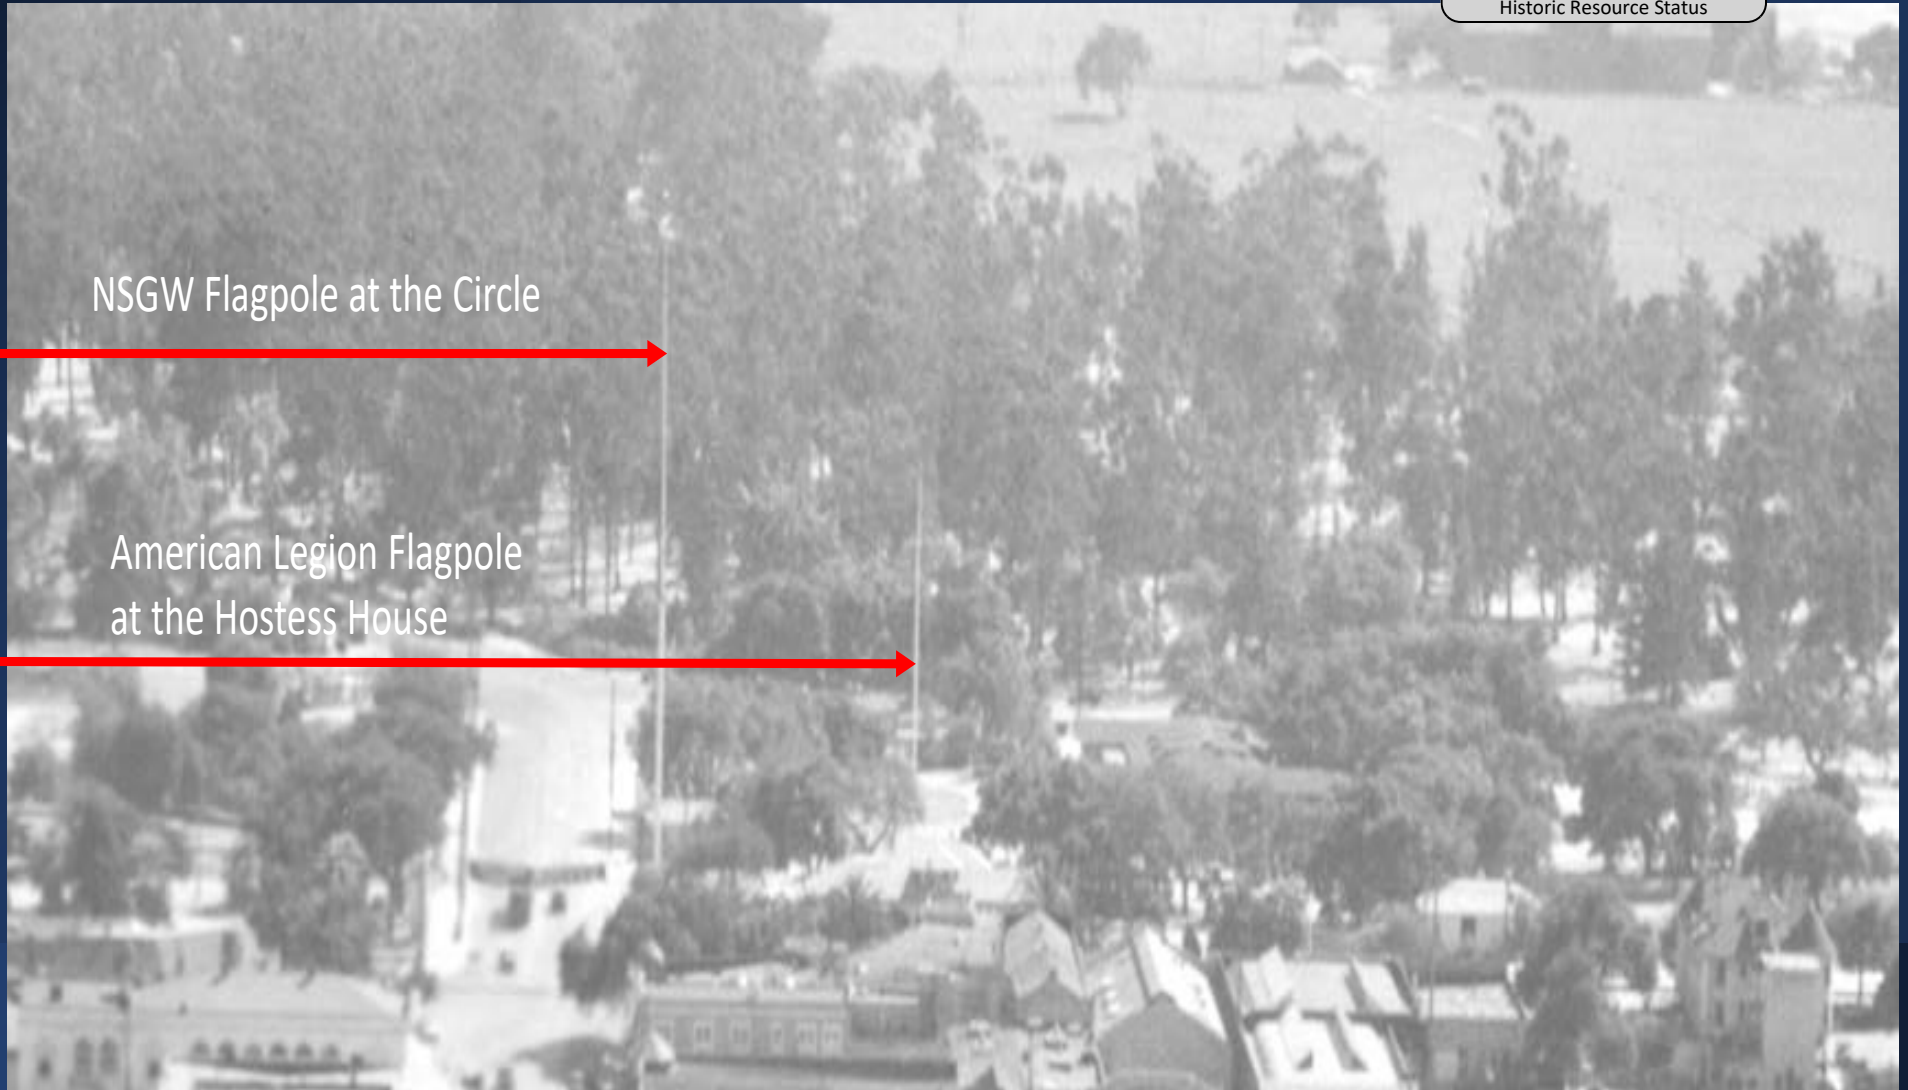 Historic Resource Status
NSGW Flagpole at the Circle
American Legion Flagpole
at the Hostess House